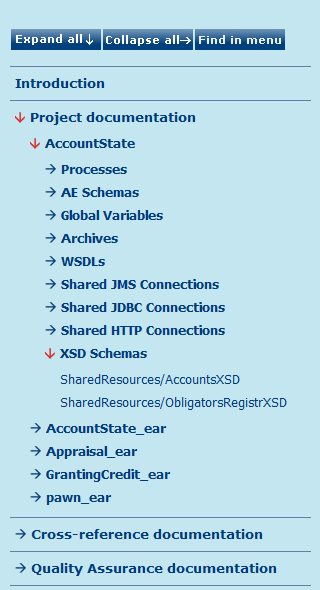 Expand all↓ Collapse all→ Find in menu
Introduction
Project documentation
AccountState
Processes
AE Schemas
Global Variables
Archives
WSDLs
Shared JMS Connections
Shared JDBC Connections
Shared HTTP Connections
XSD Schemas
SharedResources/AccountsXSD
SharedResources/ObligatorsRegistrXSD
AccountState_ear
Appraisal_ear
GrantingCredit_ear
pawn_ear
Cross-reference documentation
Quality Assurance documentation